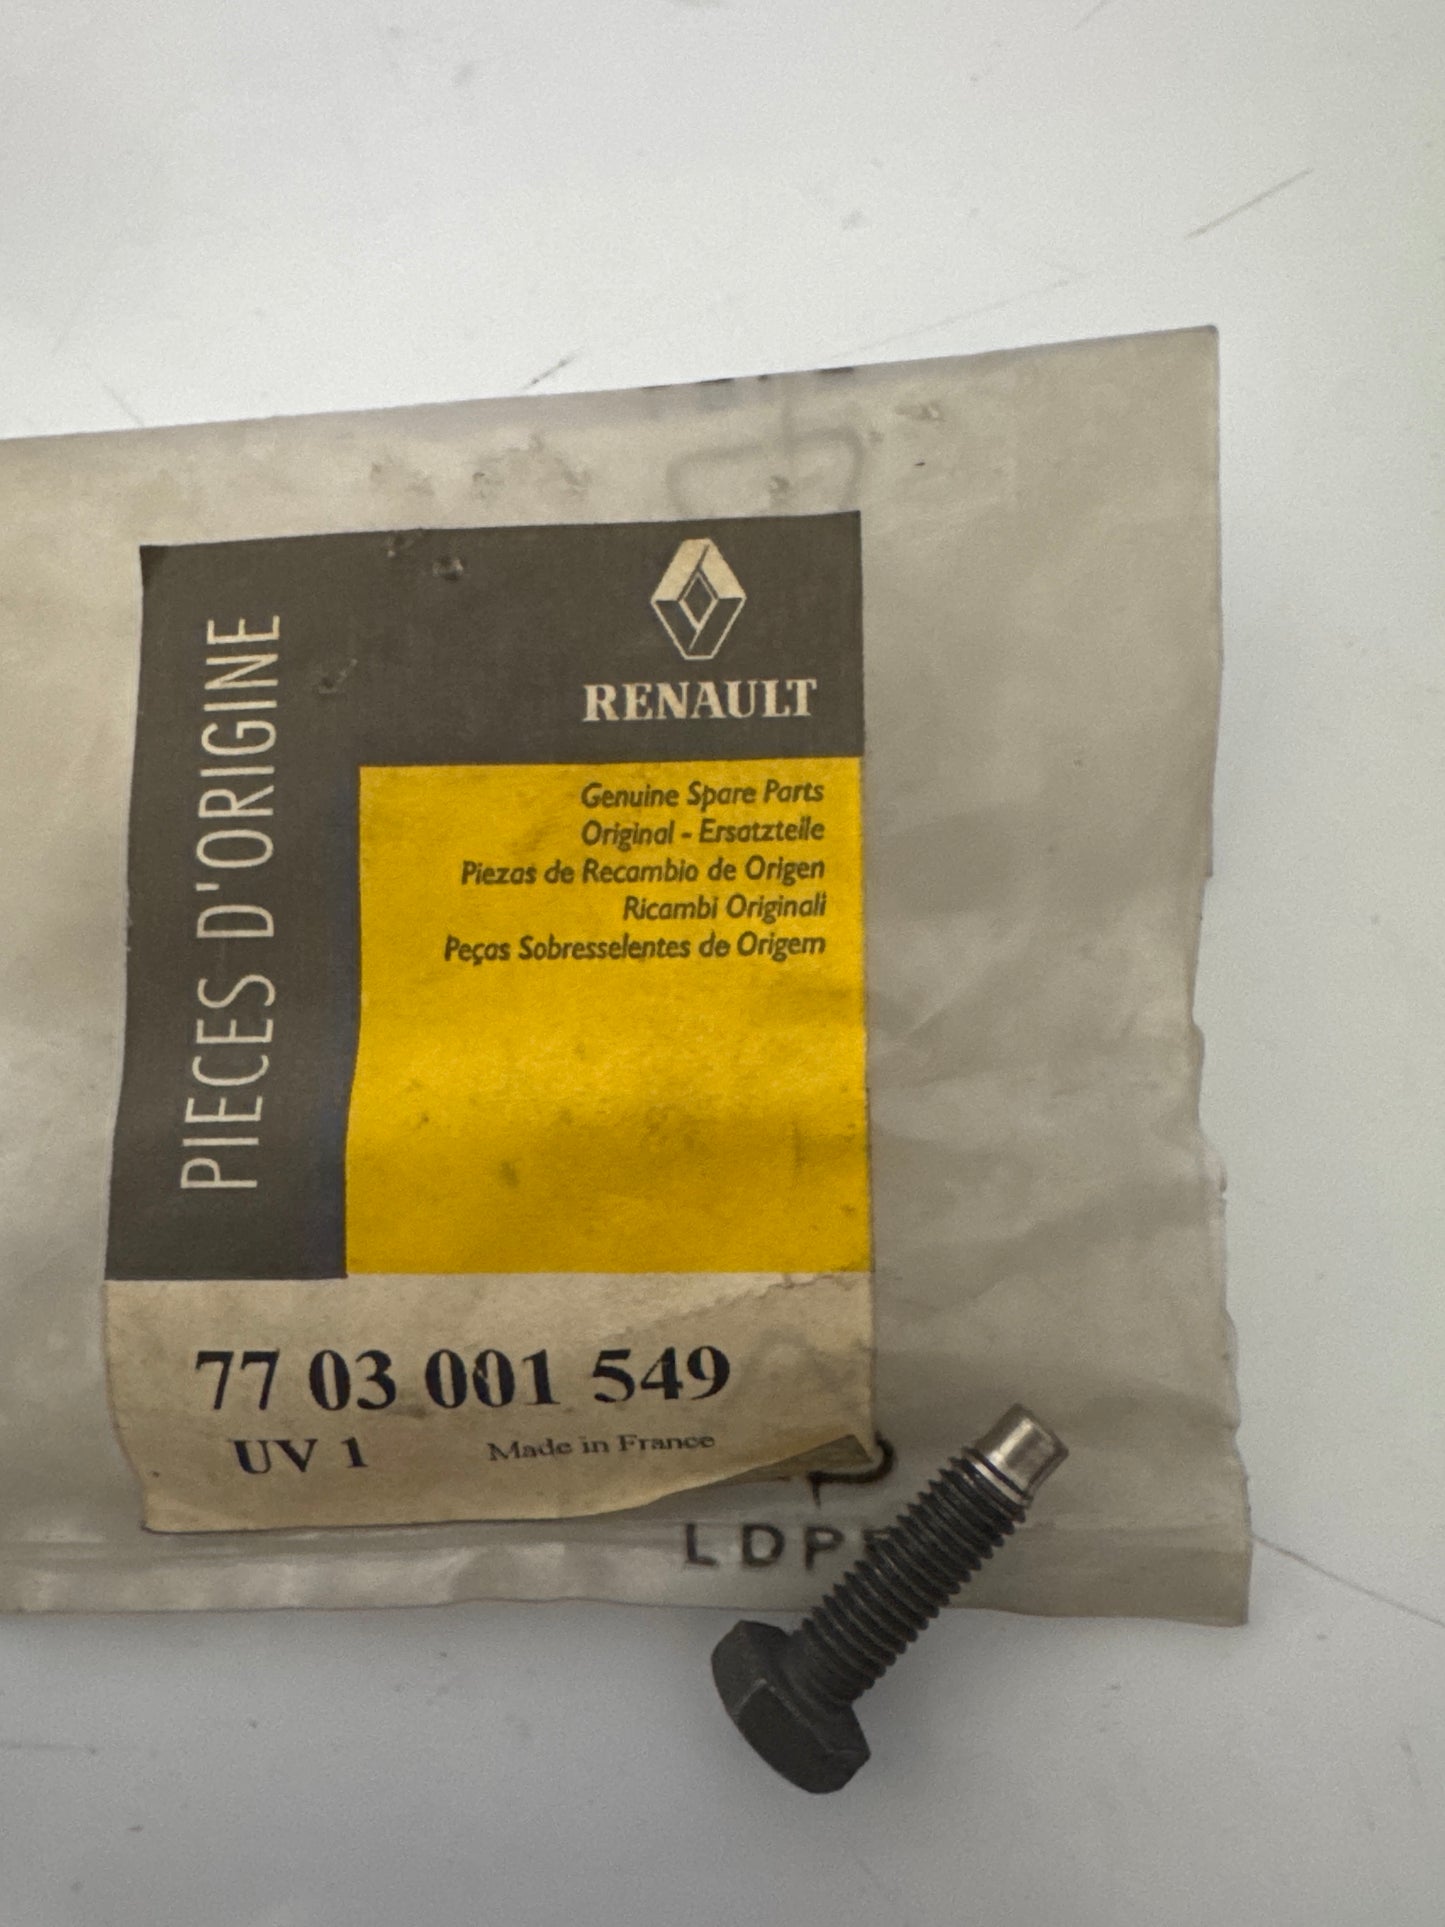 RENAULT
PIECES D'ORIGINE
Genuine Spare Parts
Original - Ersatzteile
Piezas de Recambio de Origen
Ricambi Originali
Peças Sobresselentes de Origem
77 03 001 549
UV 1 Made in France